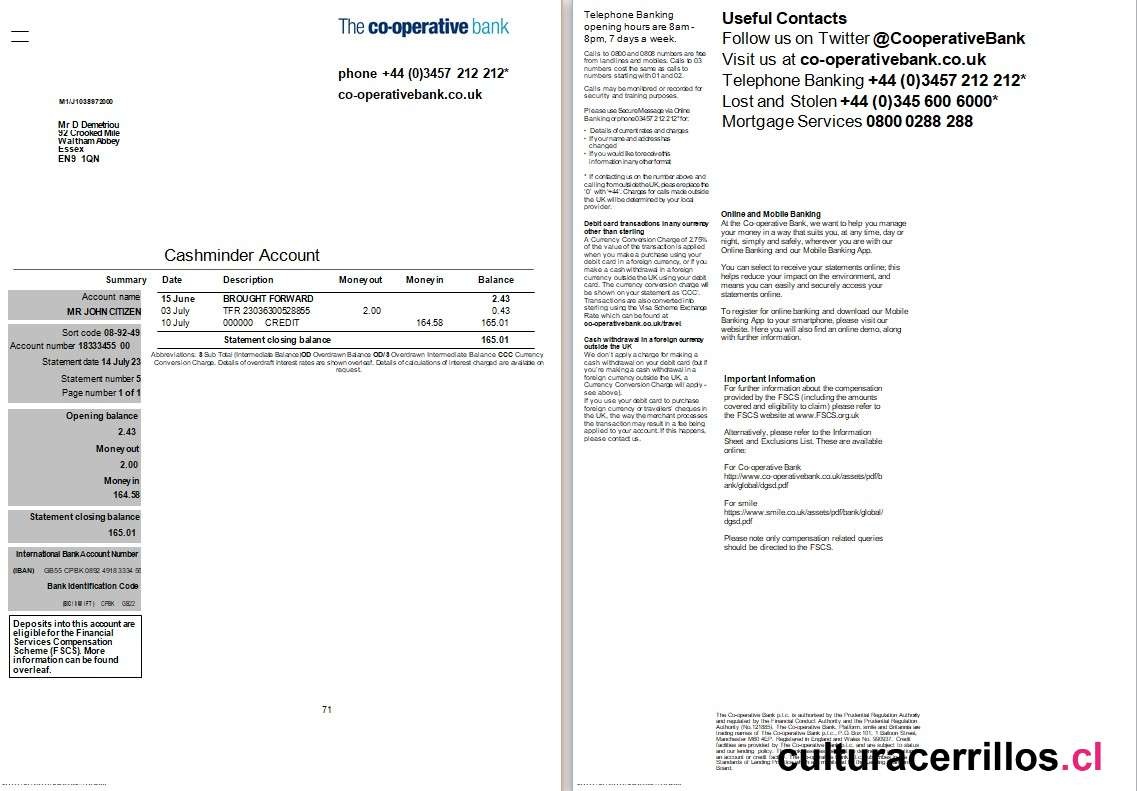 The co-operative bank
phone +44 (0)3457 212 212*
co-operativebank.co.uk
M1/J1038972000
Mr D Demetriou
92 Crooked Mile
Waltham Abbey
Essex
EN9 1QN
Cashminder Account
Summary Date Description Money out Money in Balance
Account name
MR JOHN CITIZEN
Sort code 08-92-49
Account number 18333455 00
Statement date 14 July 23
Statement number 5
Page number 1 of 1
Opening balance
2.43
Money out
2.00
Money in
164.58
Statement closing balance
165.01
International Bank Account Number
(IBAN) GB55 CPBK 0892 4918 3334 55
Bank Identification Code
CPBK GB22
Deposits into this account are
eligible for the Financial
Services Compensation
Scheme (FSCS). More
information can be found
overleaf.
15 June BROUGHT FORWARD 2.43
03 July TFR 23036300528855 2.00 0.43
10 July 000000 CREDIT 164.58 165.01
Statement closing balance 165.01
Abbreviations: S Sub Total (Intermediate Balance) OD Overdrawn Balance OD/S Overdrawn Intermediate Balance CCC Currency
Conversion Charge. Details of overdraft interest rates are shown overleaf. Details of calculations of interest charged are available on
request.
71
Telephone Banking
opening hours are 8am -
8pm, 7 days a week.
Calls to 0800 and 0808 numbers are free
from landlines and mobiles. Calls to 03
numbers cost the same as calls to
numbers starting with 01 and 02.
Calls may be monitored or recorded for
security and training purposes.
Please use Secure Message via Online
Banking or phone 03457 212 212* for:
• Details of current rates and charges
• If your name and address has
changed
• If you would like to receive this
information in any other format
* If contacting us on the number above and
calling from outside the UK, please replace the
'0' with '+44'. Charges for calls made outside
the UK will be determined by your local
provider.
Debit card transactions in any currency
other than sterling
A Currency Conversion Charge of 2.75%
of the value of the transaction is applied
when you make a purchase using your
debit card in a foreign currency, or if you
make a cash withdrawal in a foreign
currency outside the UK using your debit
card. The currency conversion charge will
be shown on your statement as 'CCC'.
Transactions are also converted into
sterling using the Visa Scheme Exchange
Rate which can be found at
co-operativebank.co.uk/travel
Cash withdrawal in a foreign currency
outside the UK
We don't apply a charge for making a
cash withdrawal on your debit card (but if
you're making a cash withdrawal in a
foreign currency outside the UK, a
Currency Conversion Charge will apply -
see above).
If you use your debit card to purchase
foreign currency or travellers' cheques in
the UK, the way the merchant processes
the transaction may result in a fee being
applied to your account. If this happens,
please contact us.
Useful Contacts
Follow us on Twitter @CooperativeBank
Visit us at co-operativebank.co.uk
Telephone Banking +44 (0)3457 212 212*
Lost and Stolen +44 (0)345 600 6000*
Mortgage Services 0800 0288 288
Online and Mobile Banking
At the Co-operative Bank, we want to help you manage
your money in a way that suits you, at any time, day or
night, simply and safely, wherever you are with our
Online Banking and our Mobile Banking App.
You can select to receive your statements online; this
helps reduce your impact on the environment, and
means you can easily and securely access your
statements online.
To register for online banking and download our Mobile
Banking App to your smartphone, please visit our
website. Here you will also find an online demo, along
with further information.
Important Information
For further information about the compensation
provided by the FSCS (including the amounts
covered and eligibility to claim) please refer to
the FSCS website at www.FSCS.org.uk
Alternatively, please refer to the Information
Sheet and Exclusions List. These are available
online:
For Co-operative Bank
http://www.co-operativebank.co.uk/assets/pdf/b
ank/global/dgsd.pdf
For smile
https://www.smile.co.uk/assets/pdf/bank/global/
dgsd.pdf
Please note only compensation related queries
should be directed to the FSCS.
The Co-operative Bank p.l.c. is authorised by the Prudential Regulation Authority
and regulated by the Financial Conduct Authority and the Prudential Regulation
Authority (No.121885). The Co-operative Bank, Platform, smile and Britannia are
trading names of The Co-operative Bank p.l.c., P.O. Box 101, 1 Balloon Street,
Manchester M60 4EP. Registered in England and Wales No. 990937. Credit
facilities are provided by The Co-operative Bank p.l.c. and are subject to status
and our lending policy.
an account or credit
Standards of Lending
Board.
culturacerrillos.cl